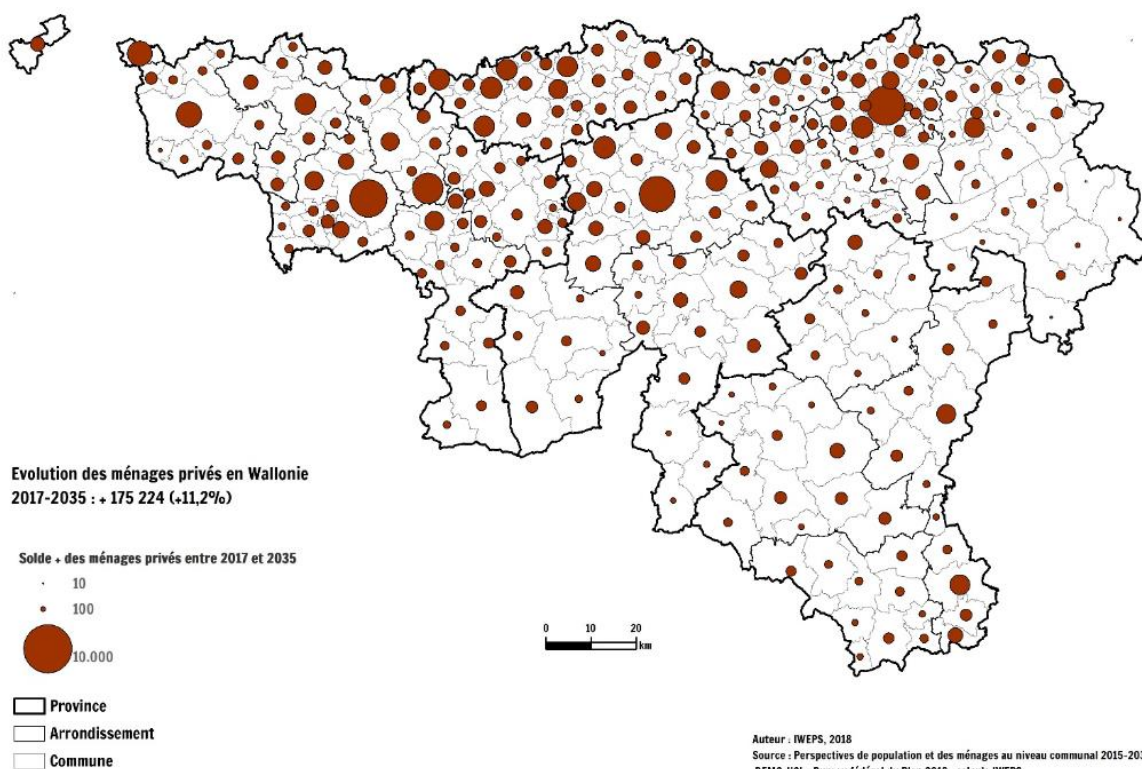 Evolution des ménages privés en Wallonie
2017-2035 : + 175 224 (+11,2%)
Solde + des ménages privés entre 2017 et 2035
10
100
10.000
Province
Arrondissement
Commune
0 10 20
km
Auteur : IWEPS, 2018
Source : Perspectives de population et des ménages au niveau communal